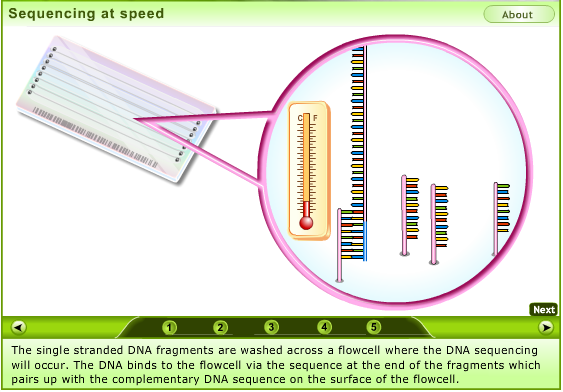 Sequencing at speed
About
C F
Next
1 2 3 4 5
The single stranded DNA fragments are washed across a flowcell where the DNA sequencing
will occur. The DNA binds to the flowcell via the sequence at the end of the fragments which
pairs up with the complementary DNA sequence on the surface of the flowcell.